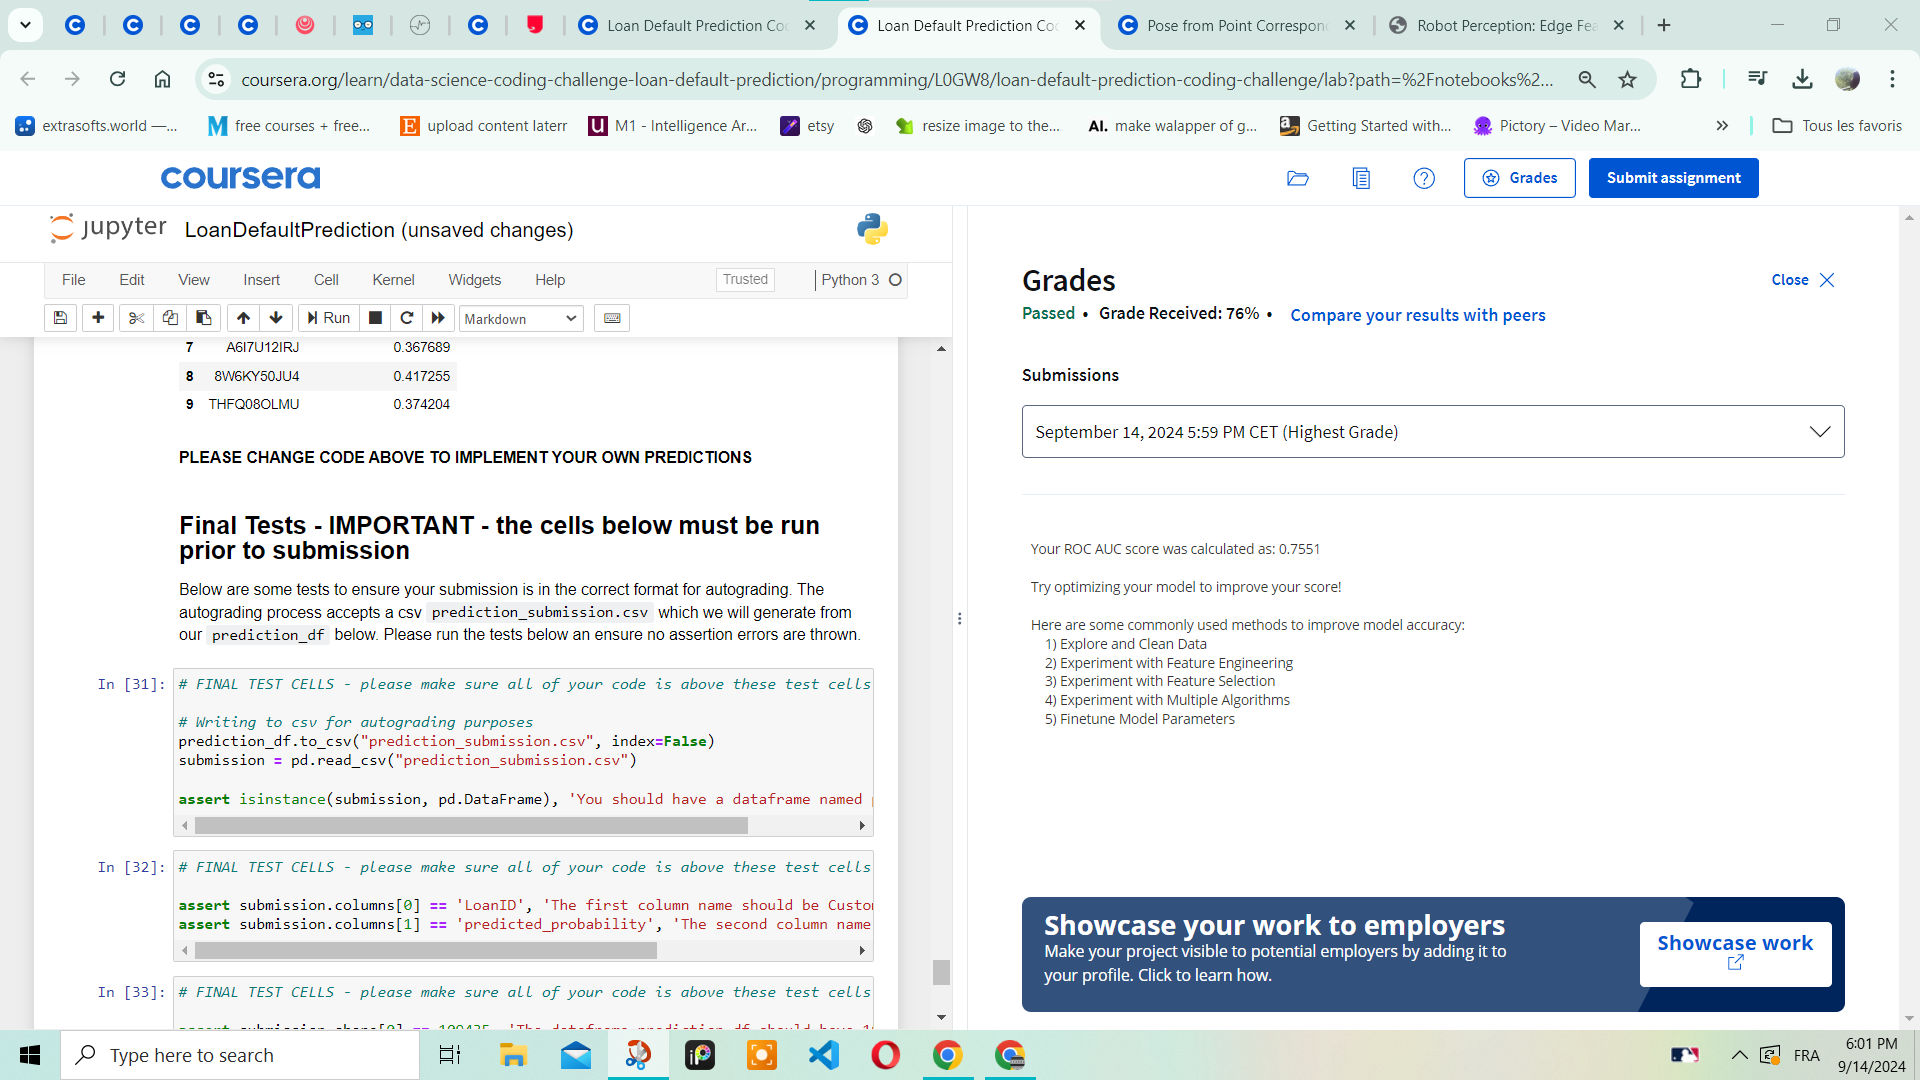 Loan Default Prediction Co
Loan Default Prediction Co
Pose from Point Correspon
Robot Perception: Edge Fea
coursera.org/learn/data-science-coding-challenge-loan-default-prediction/programming/L0GW8/loan-default-prediction-coding-challenge/lab?path=%2Fnotebooks%2...
extrasofts.world —...
free courses + free...
upload content laterr
M1 - Intelligence Ar...
etsy
resize image to the...
AI. make walapper of g...
Getting Started with...
Pictory – Video Mar...
Tous les favoris
coursera
Grades
Submit assignment
jupyter LoanDefaultPrediction (unsaved changes)
File Edit View Insert Cell Kernel Widgets Help
Trusted
Python 3
Run
Markdown
7 A6I7U12IRJ 0.367689
8 8W6KY50JU4 0.417255
9 THFQ08OLMU 0.374204
PLEASE CHANGE CODE ABOVE TO IMPLEMENT YOUR OWN PREDICTIONS
Final Tests - IMPORTANT - the cells below must be run
prior to submission
Below are some tests to ensure your submission is in the correct format for autograding. The
autograding process accepts a csv prediction_submission.csv which we will generate from
our prediction_df below. Please run the tests below an ensure no assertion errors are thrown.
In [31]: # FINAL TEST CELLS - please make sure all of your code is above these test cells
# Writing to csv for autograding purposes
prediction_df.to_csv("prediction_submission.csv", index=False)
submission = pd.read_csv("prediction_submission.csv")
assert isinstance(submission, pd.DataFrame), 'You should have a dataframe named
In [32]: # FINAL TEST CELLS - please make sure all of your code is above these test cells
assert submission.columns[0] == 'LoanID', 'The first column name should be Custo
assert submission.columns[1] == 'predicted_probability', 'The second column name
In [33]: # FINAL TEST CELLS - please make sure all of your code is above these test cells
Grades
Close
Passed • Grade Received: 76% • Compare your results with peers
Submissions
September 14, 2024 5:59 PM CET (Highest Grade)
Your ROC AUC score was calculated as: 0.7551
Try optimizing your model to improve your score!
Here are some commonly used methods to improve model accuracy:
1) Explore and Clean Data
2) Experiment with Feature Engineering
3) Experiment with Feature Selection
4) Experiment with Multiple Algorithms
5) Finetune Model Parameters
Showcase your work to employers
Make your project visible to potential employers by adding it to
your profile. Click to learn how.
Showcase work
Type here to search
FRA
6:01 PM
9/14/2024